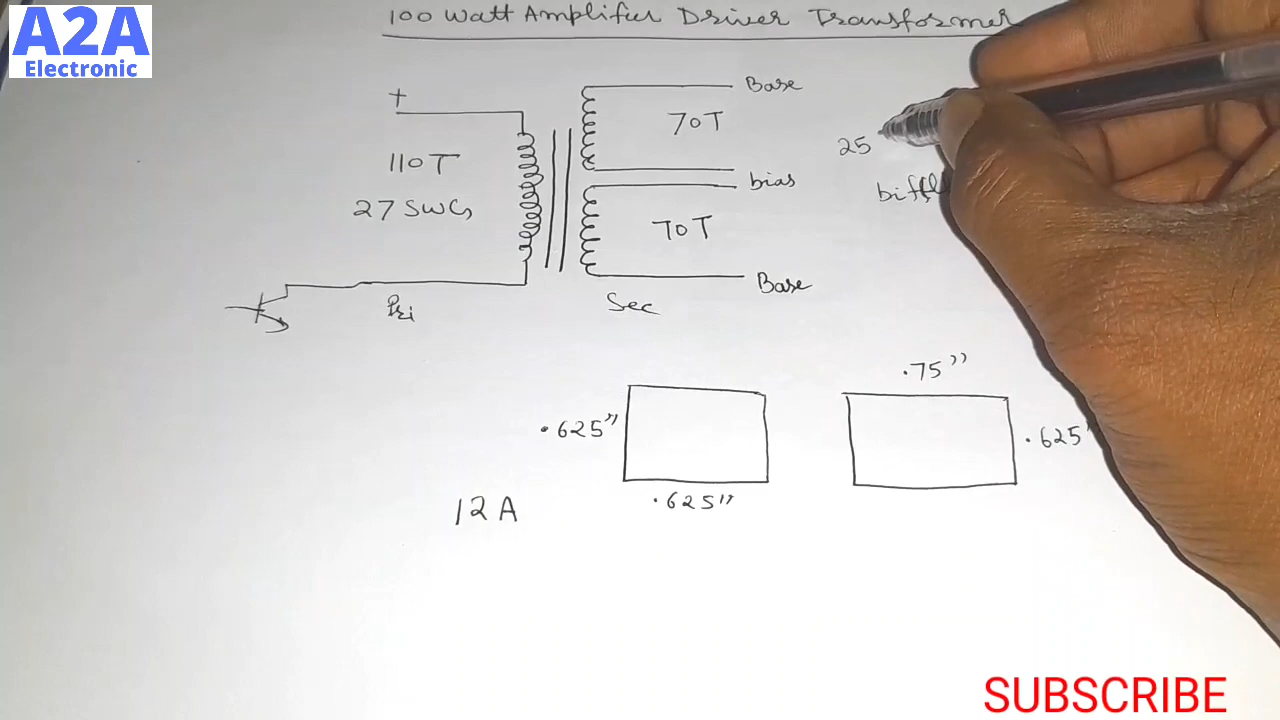 A2A
Electronic
100 Watt Amplifier Driver Transformer
+
Base
110T
70T
27 SWG
bias
25
70T
Base
Pri
Sec
.75"
.625"
.625"
.625"
12A
SUBSCRIBE